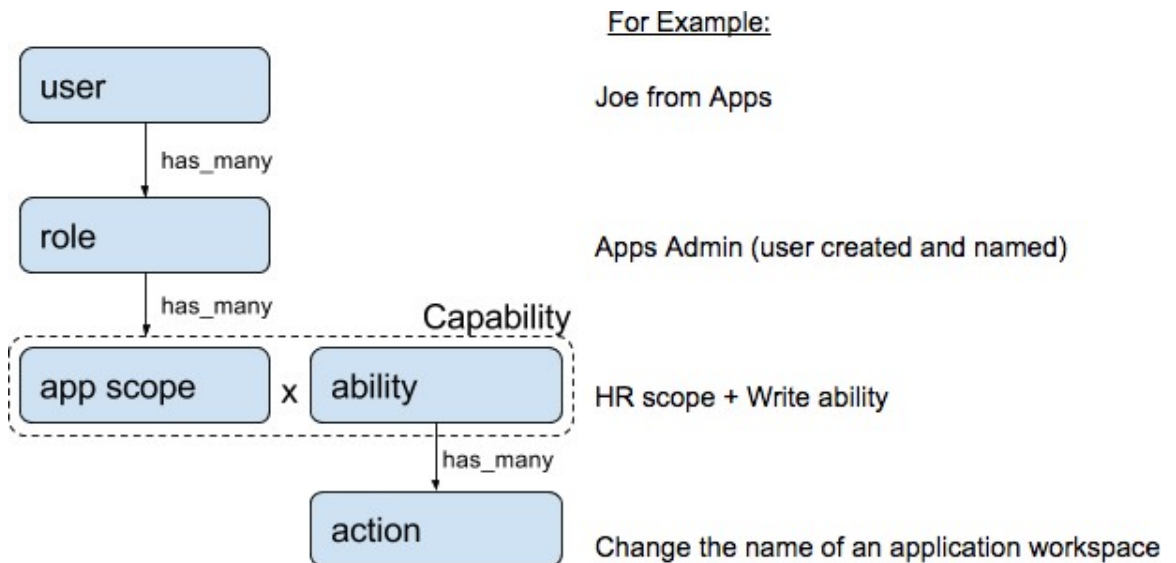 For Example:
user
Joe from Apps
has_many
role
Apps Admin (user created and named)
has_many
Capability
app scope x ability
HR scope + Write ability
has_many
action
Change the name of an application workspace